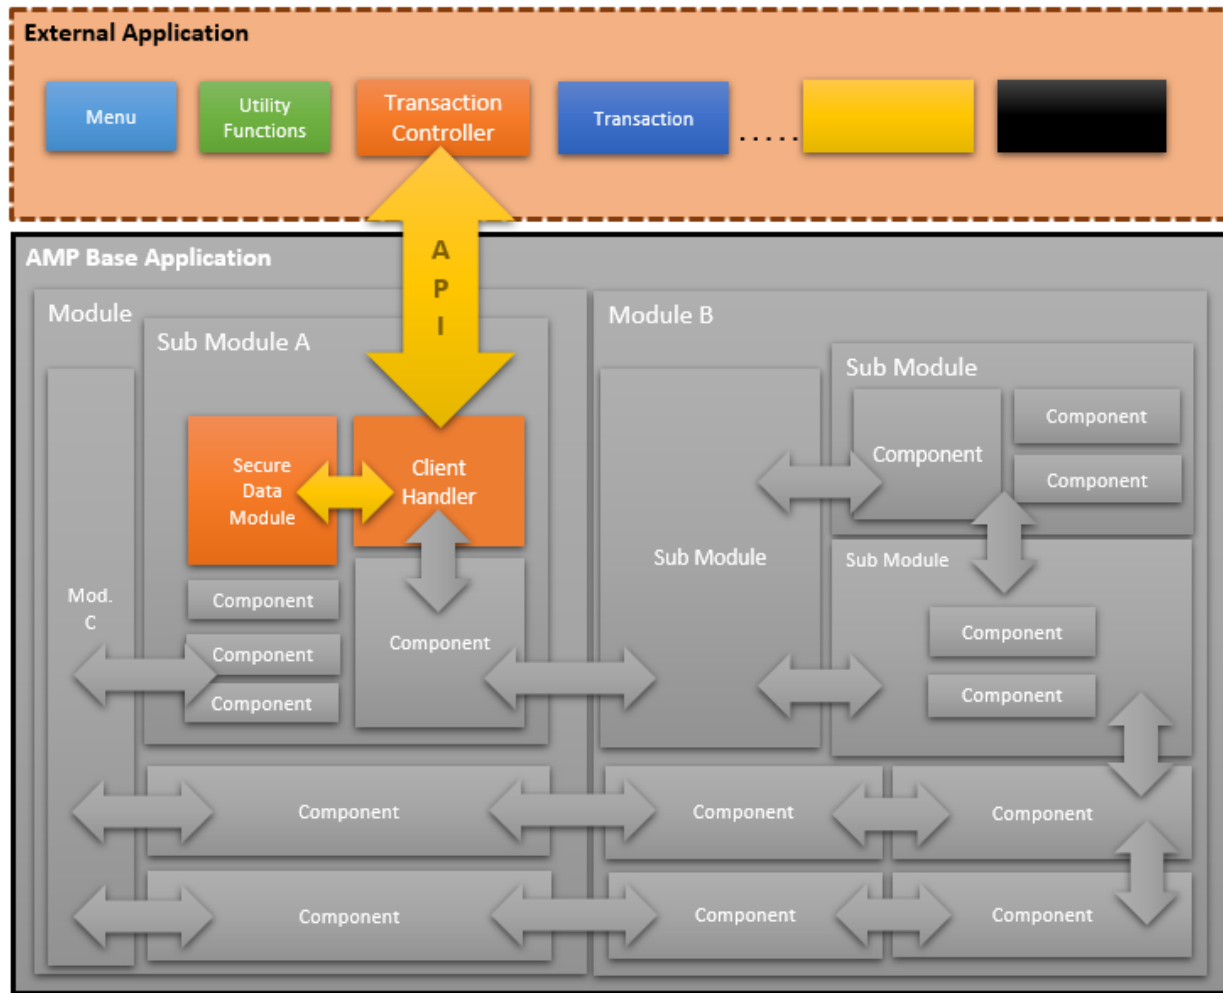 External Application
Menu
Utility
Functions
Transaction
Controller
Transaction
.....
A
P
I
AMP Base Application
Module
Sub Module A
Secure
Data
Module
Client
Handler
Mod.
C
Component
Component
Component
Component
Component
Component
Module B
Sub Module
Sub Module
Component
Component
Component
Sub Module
Component
Component
Component
Component
Component
Component